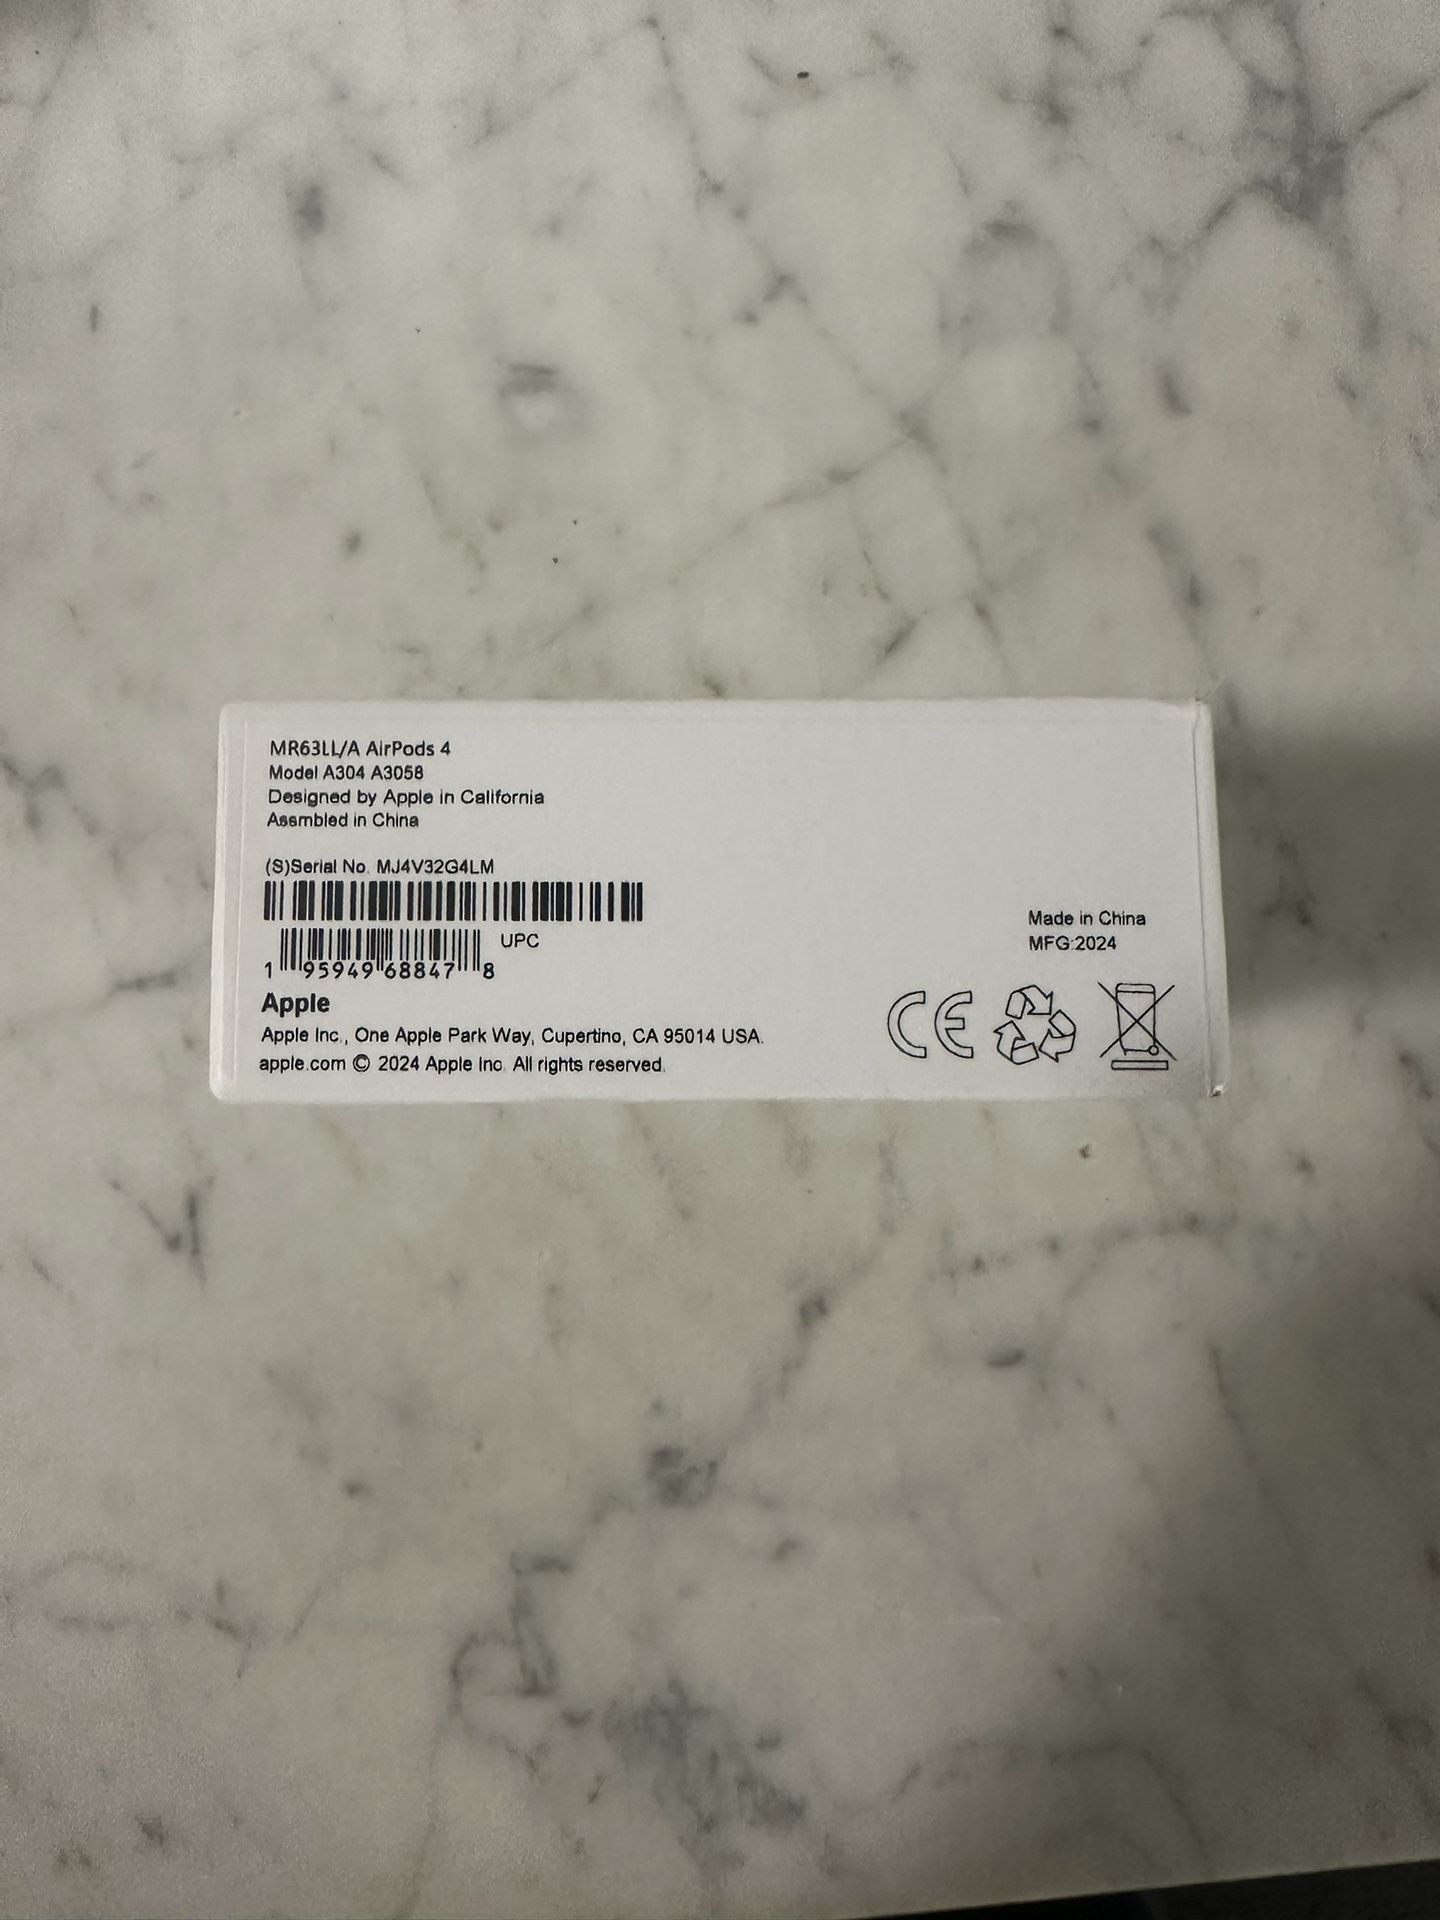 MR63LL/A AirPods 4
Model A304 A3058
Designed by Apple in California
Assmbled in China
(S)Serial No. MJ4V32G4LM
UPC
1 95949 68847 8
Made in China
MFG:2024
Apple
Apple Inc., One Apple Park Way, Cupertino, CA 95014 USA.
apple.com © 2024 Apple Inc. All rights reserved.
CE